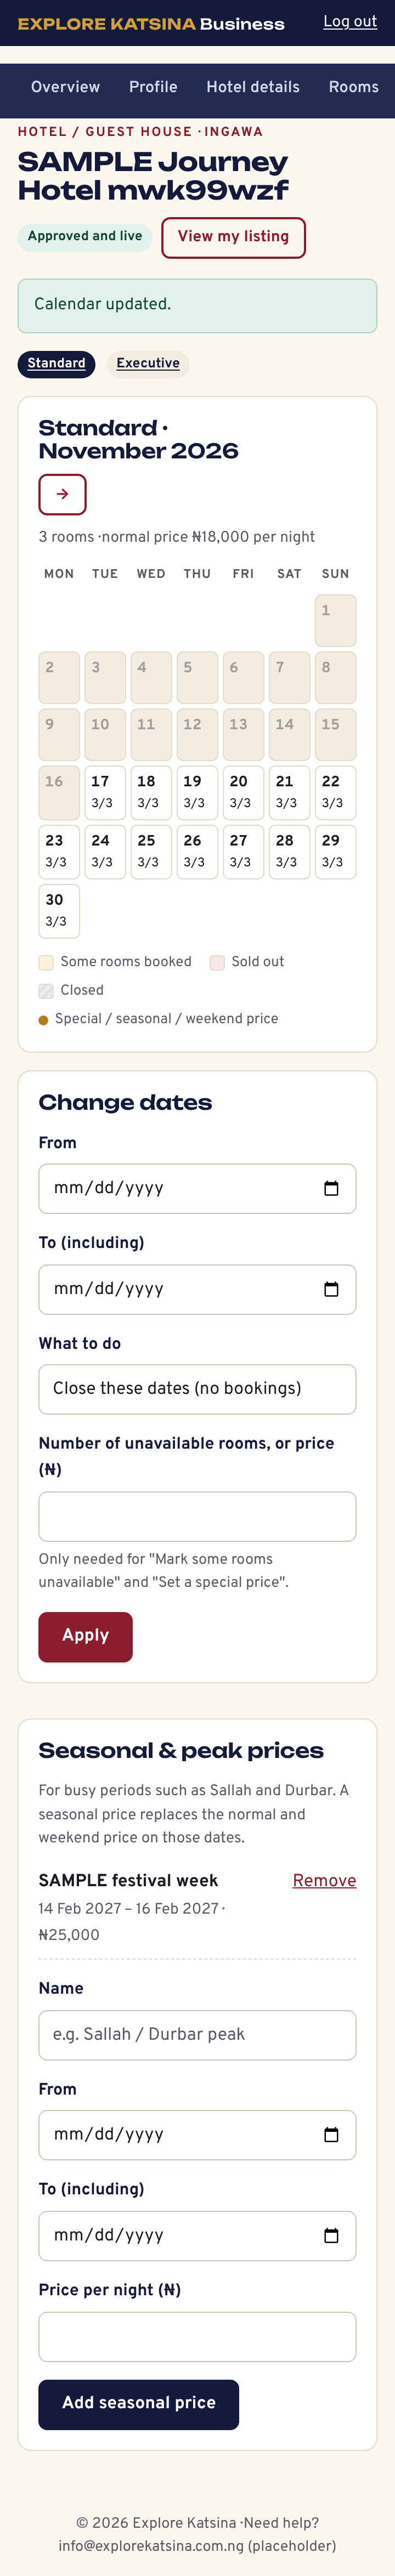 EXPLORE KATSINA Business
Log out
Overview Profile Hotel details Rooms
HOTEL / GUEST HOUSE · INGAWA
SAMPLE Journey
Hotel mwk99wzf
Approved and live
View my listing
Calendar updated.
Standard
Executive
Standard ·
November 2026
→
3 rooms ·normal price ₦18,000 per night
MON TUE WED THU FRI SAT SUN
1
2 3 4 5 6 7 8
9 10 11 12 13 14 15
16 17 18 19 20 21 22
3/3 3/3 3/3 3/3 3/3 3/3
23 24 25 26 27 28 29
3/3 3/3 3/3 3/3 3/3 3/3 3/3
30
3/3
Some rooms booked
Sold out
Closed
Special / seasonal / weekend price
Change dates
From
mm/dd/yyyy
To (including)
mm/dd/yyyy
What to do
Close these dates (no bookings)
Number of unavailable rooms, or price
(₦)
Only needed for "Mark some rooms
unavailable" and "Set a special price".
Apply
Seasonal & peak prices
For busy periods such as Sallah and Durbar. A
seasonal price replaces the normal and
weekend price on those dates.
SAMPLE festival week
Remove
14 Feb 2027 – 16 Feb 2027 ·
₦25,000
Name
e.g. Sallah / Durbar peak
From
mm/dd/yyyy
To (including)
mm/dd/yyyy
Price per night (₦)
Add seasonal price
© 2026 Explore Katsina ·Need help?
info@explorekatsina.com.ng (placeholder)